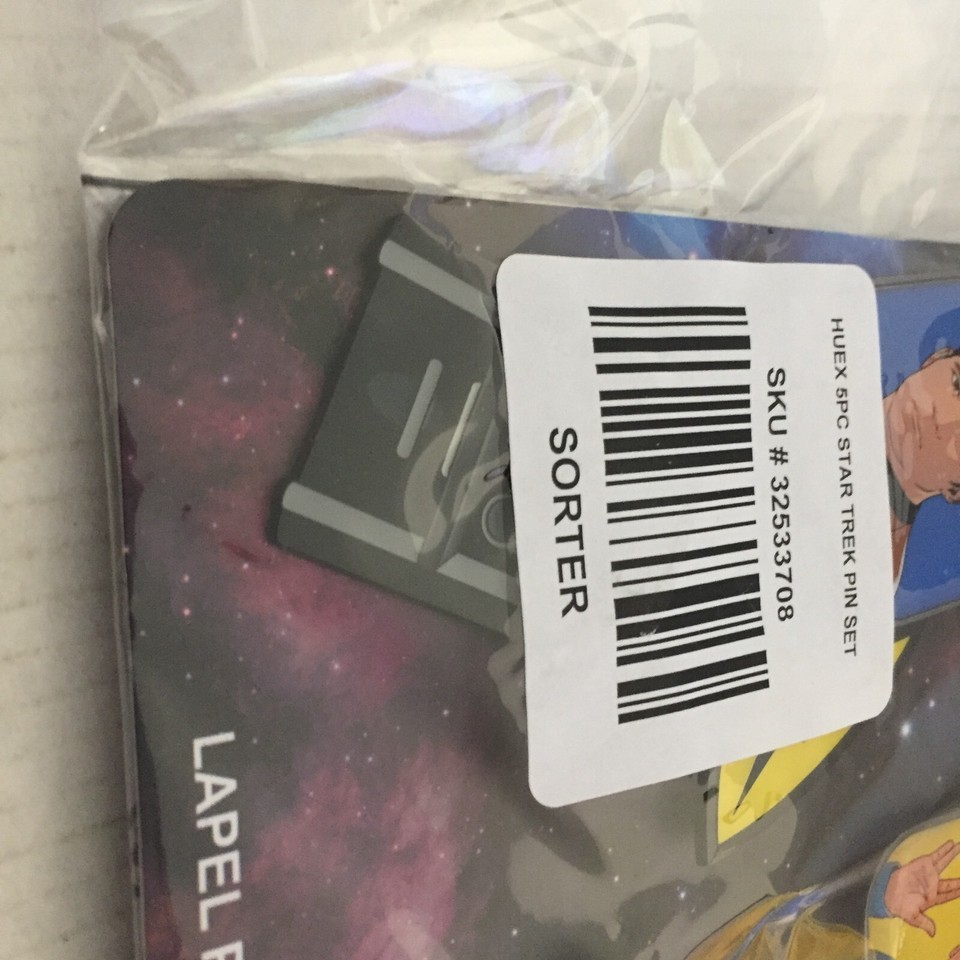 HUEX 5PC STAR TREK PIN SET
SKU # 32533708
SORTER
LAPEL